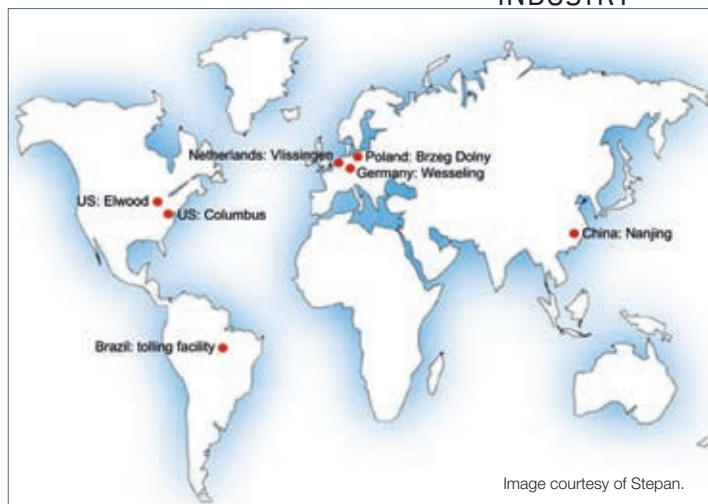 INDUSTRY
Netherlands: Vlissingen
Poland: Brzeg Dolny
Germany: Wesseling
US: Elwood
US: Columbus
China: Nanjing
Brazil: tolling facility
Image courtesy of Stepan.